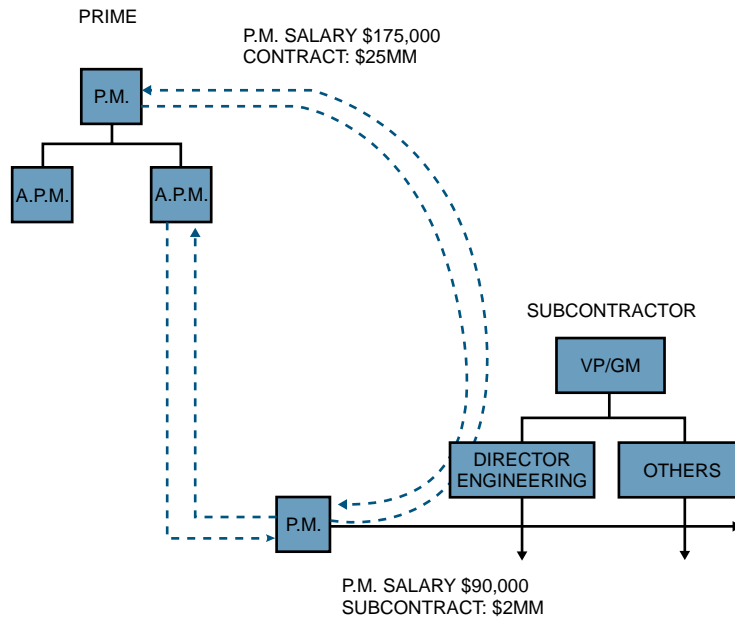 PRIME
P.M. SALARY $175,000
CONTRACT: $25MM
P.M.
A.P.M.
A.P.M.
SUBCONTRACTOR
VP/GM
DIRECTOR
ENGINEERING
OTHERS
P.M.
P.M. SALARY $90,000
SUBCONTRACT: $2MM